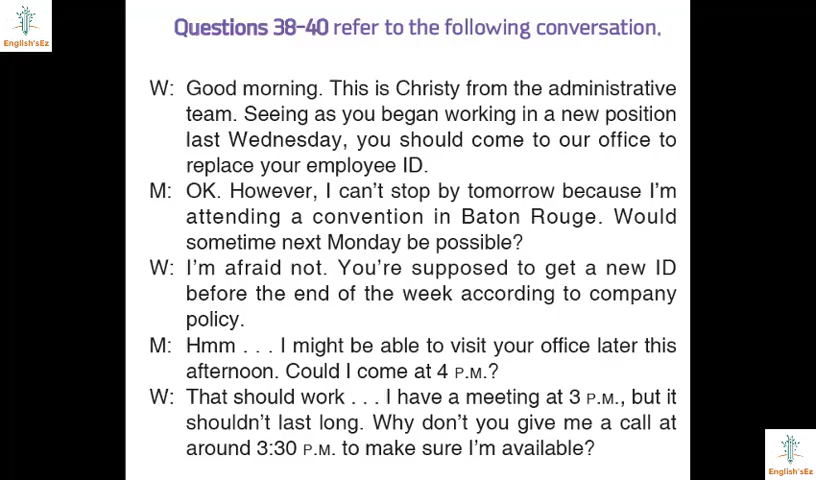 English'sEz
Questions 38-40 refer to the following conversation.
W: Good morning. This is Christy from the administrative
team. Seeing as you began working in a new position
last Wednesday, you should come to our office to
replace your employee ID.
M: OK. However, I can't stop by tomorrow because I'm
attending a convention in Baton Rouge. Would
sometime next Monday be possible?
W: I'm afraid not. You're supposed to get a new ID
before the end of the week according to company
policy.
M: Hmm . . . I might be able to visit your office later this
afternoon. Could I come at 4 P.M.?
W: That should work . . . I have a meeting at 3 P.M., but it
shouldn't last long. Why don't you give me a call at
around 3:30 P.M. to make sure I'm available?
English'sEz